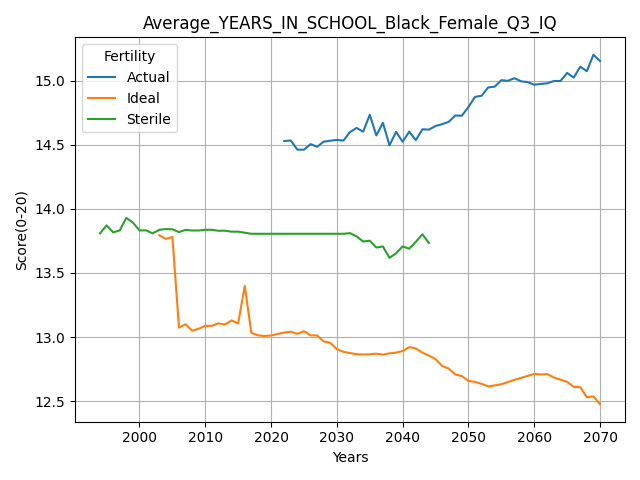 Average_YEARS_IN_SCHOOL_Black_Female_Q3_IQ
Fertility
Actual
Ideal
Sterile
Score(0-20)
15.0
14.5
14.0
13.5
13.0
12.5
2000 2010 2020 2030 2040 2050 2060 2070
Years